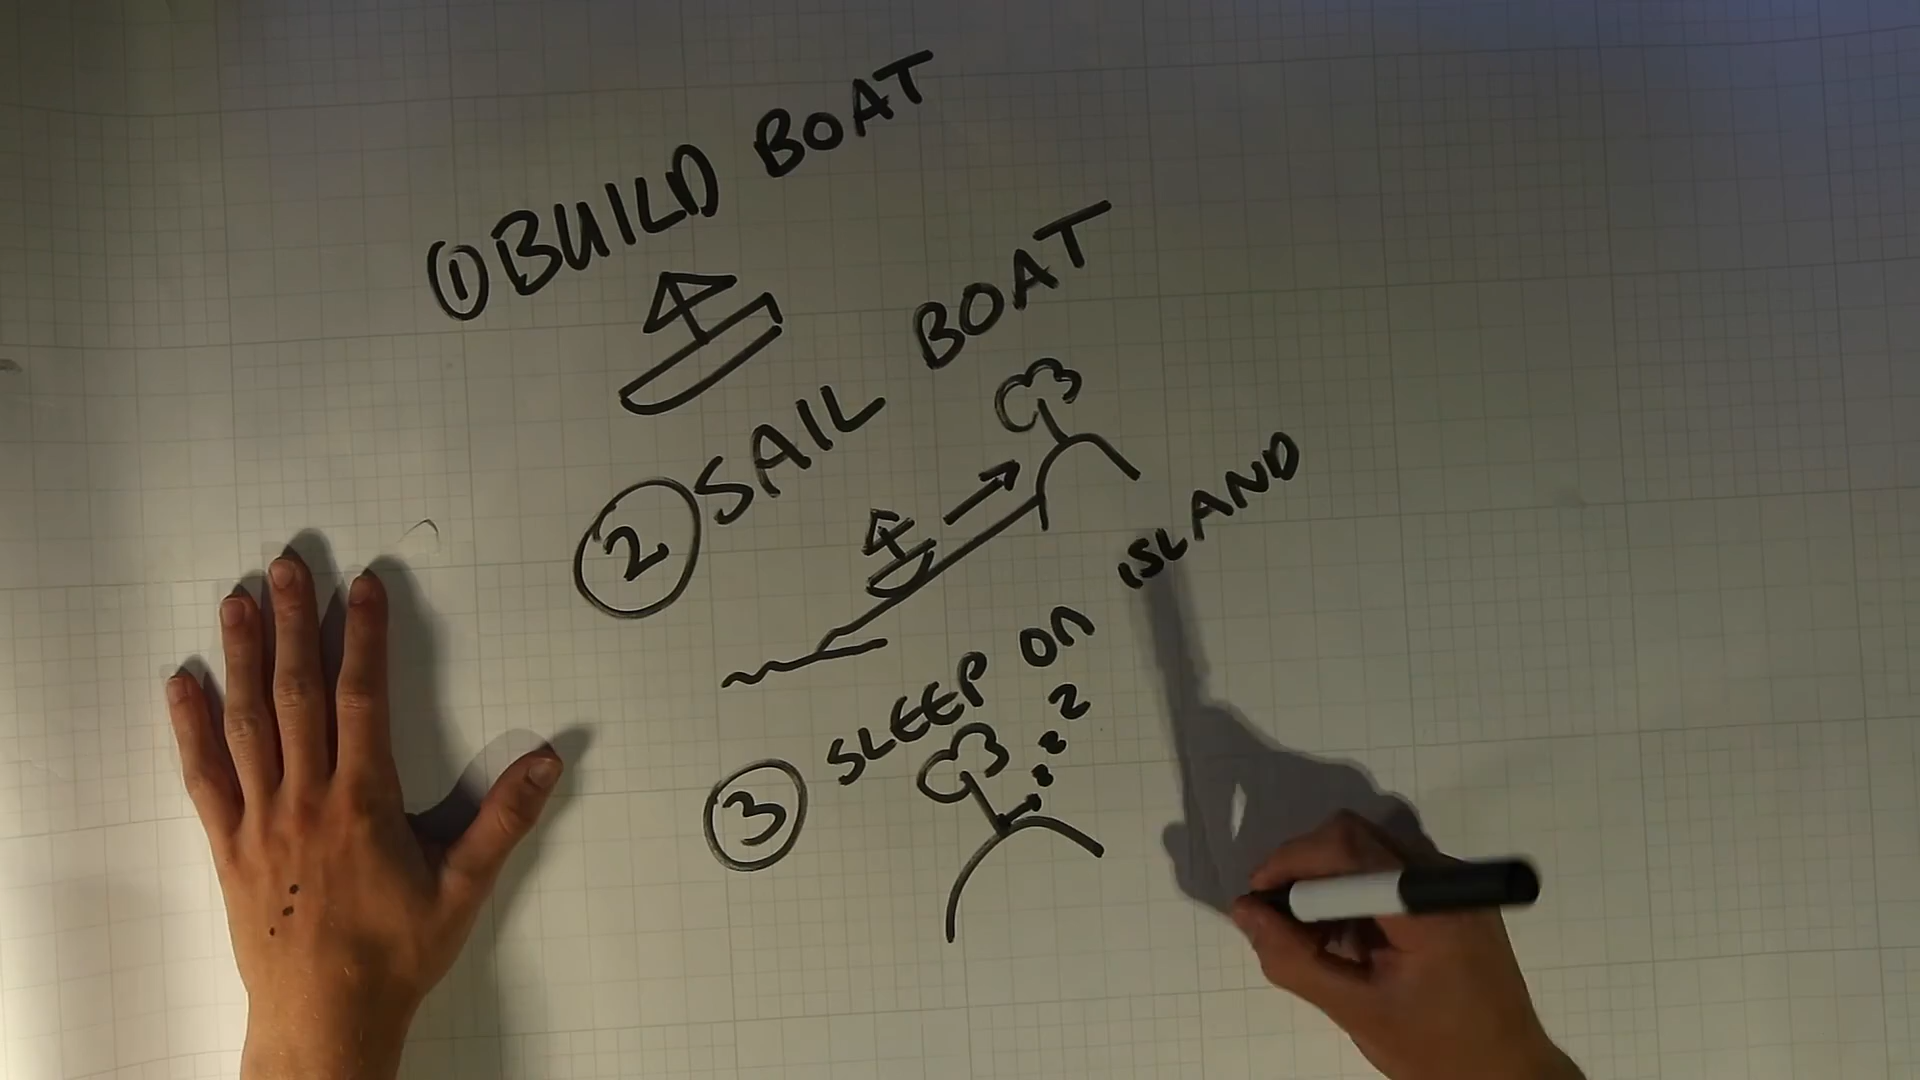 ① BUILD BOAT
② SAIL BOAT
③ SLEEP ON ISLAND
z z Z